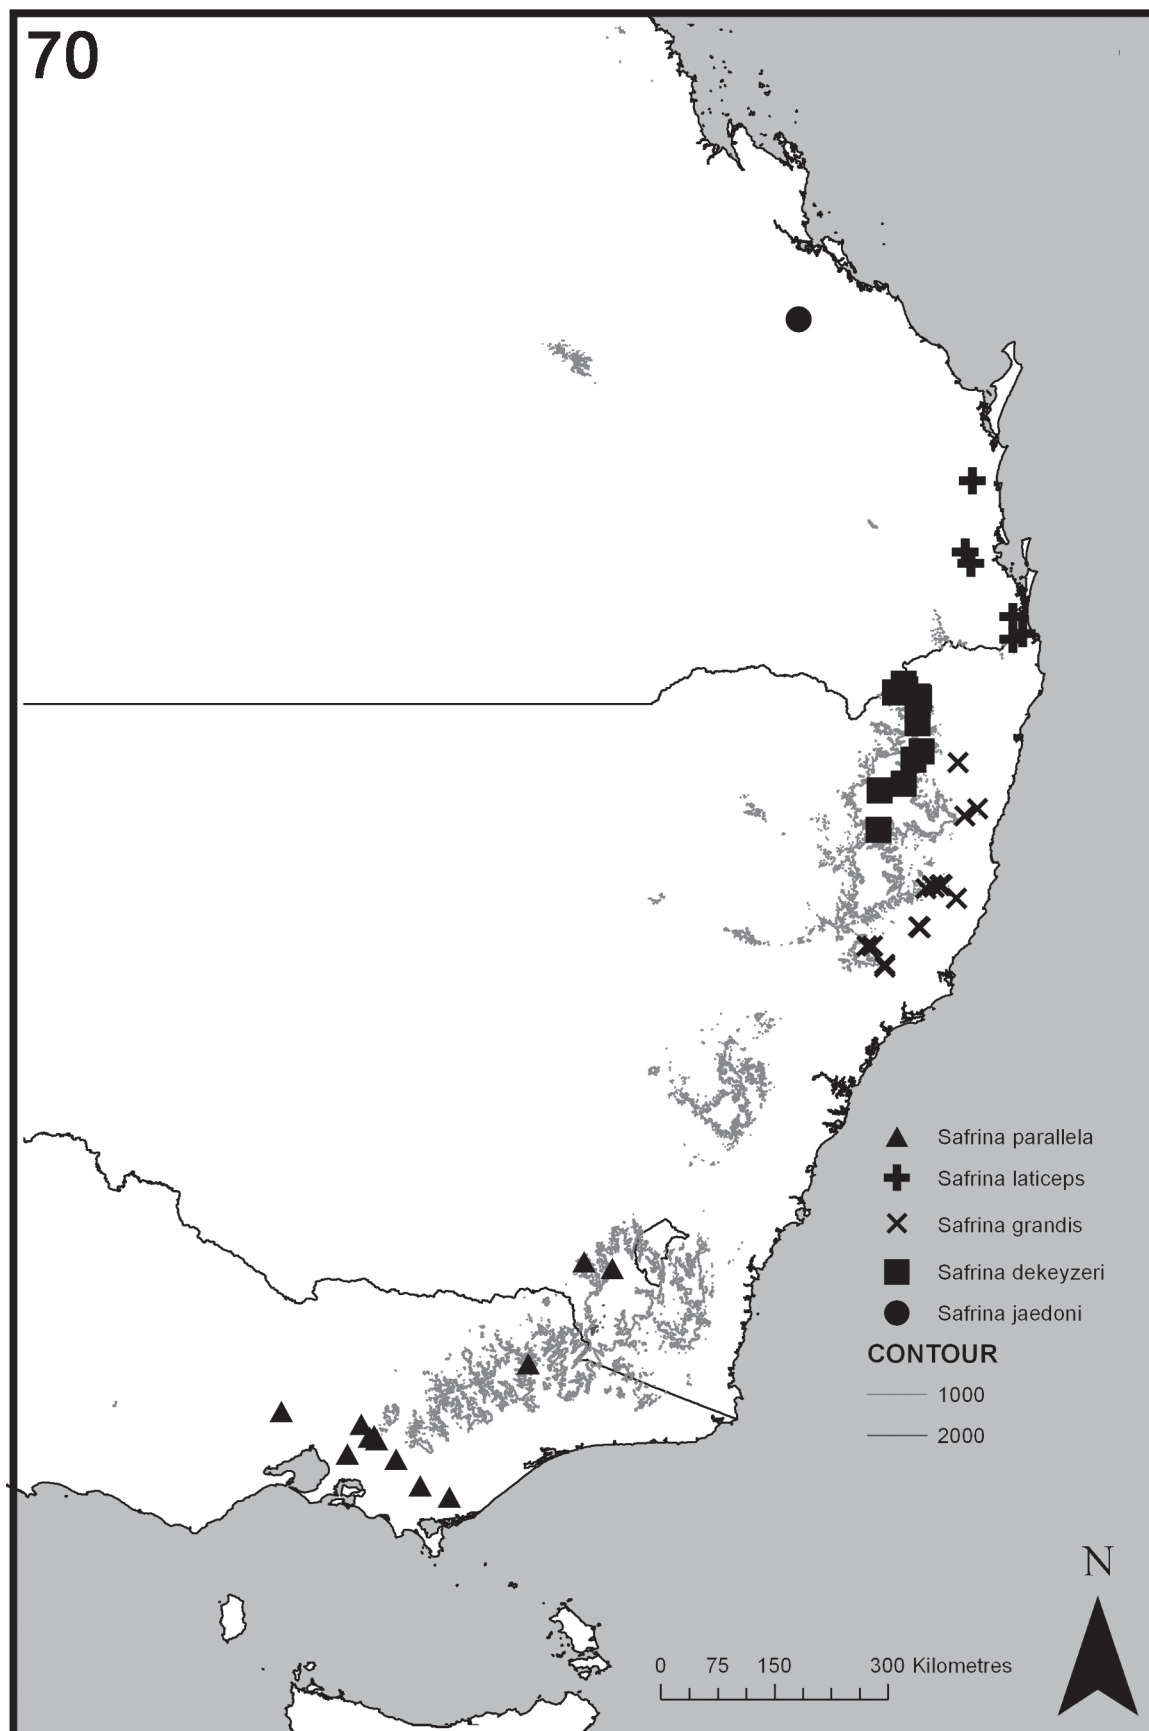 70
Safrina parallela
Safrina laticeps
Safrina grandis
Safrina dekeyzeri
Safrina jaedoni
CONTOUR
1000
2000
N
0 75 150 300 Kilometres